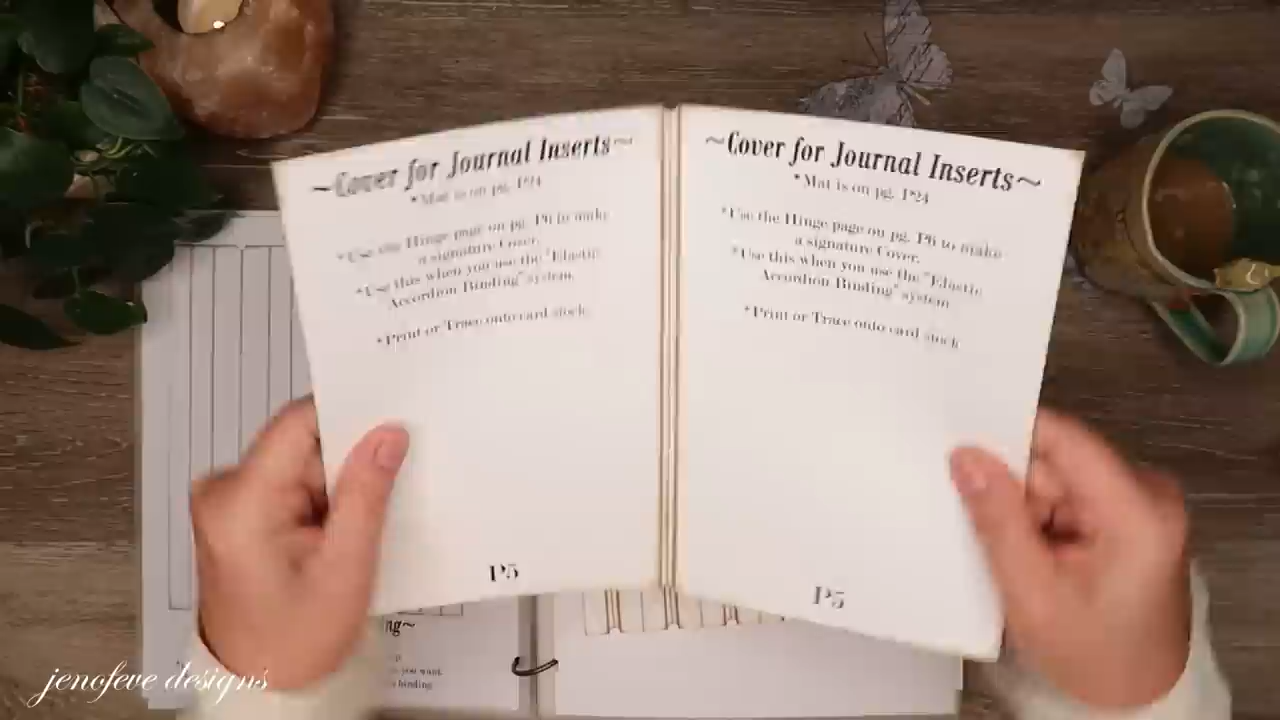 ~Cover for Journal Inserts~
*Mat is on pg. P24
*Use the Hinge page on pg. P6 to make
a signature Cover.
*Use this when you use the "Elastic
Accordion Binding" system
*Print or Trace onto card stock.
P5
~Cover for Journal Inserts~
*Mat is on pg. P24
*Use the Hinge page on pg. P6 to make
a signature Cover.
*Use this when you use the "Elastic
Accordion Binding" system
*Print or Trace onto card stock.
P5
ng~
you want.
binding.
jenofeve designs